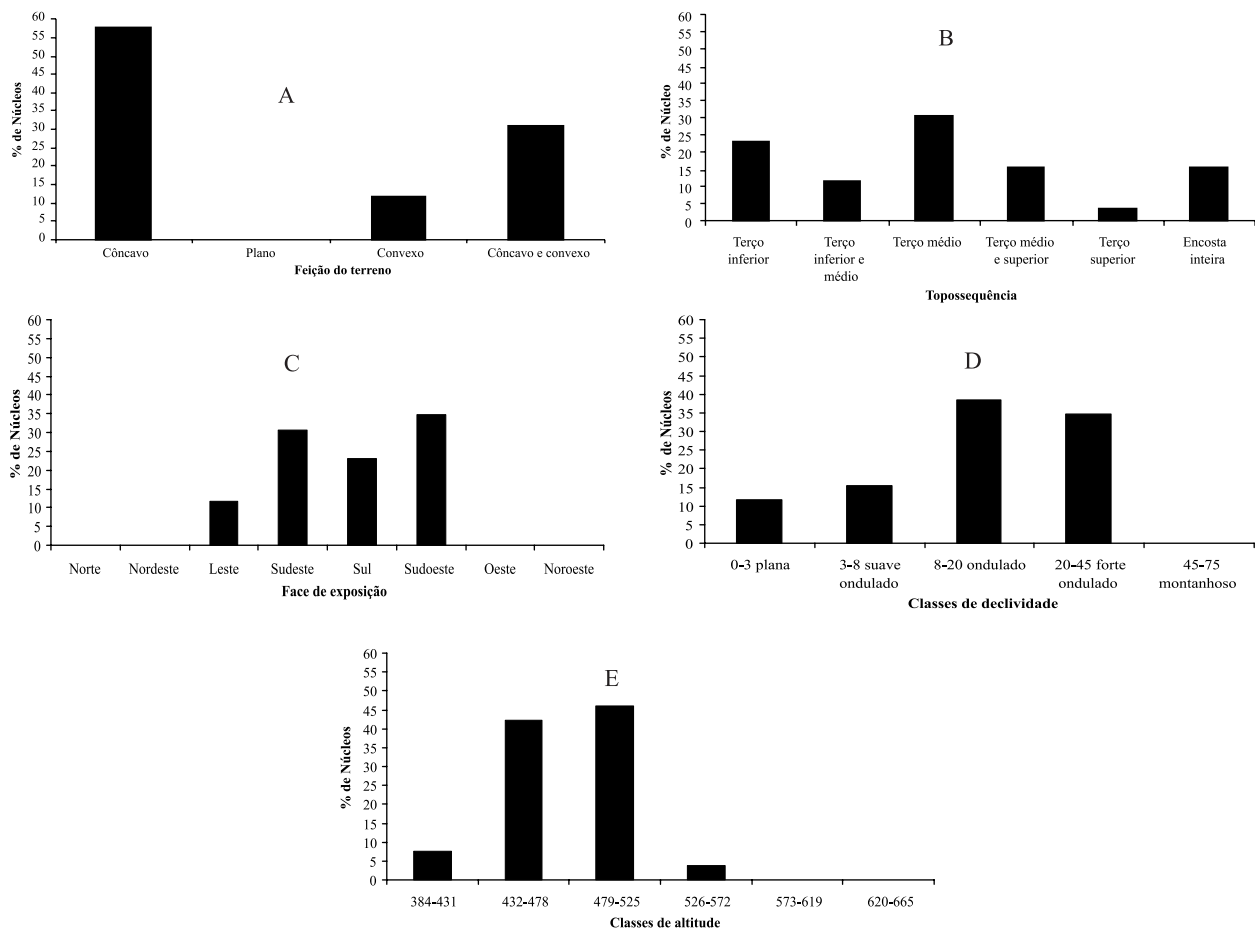 A
% de Núcleos
60
55
50
45
40
35
30
25
20
15
10
5
0
Côncavo Plano Convexo Côncavo e convexo
Feição do terreno
B
% de Núcleo
60
55
50
45
40
35
30
25
20
15
10
5
0
Terço Terço Terço médio Terço médio Terço Encosta
inferior inferior e e superior superior inteira
médio
Topossequência
C
% de Núcleos
60
55
50
45
40
35
30
25
20
15
10
5
0
Norte Nordeste Leste Sudeste Sul Sudoeste Oeste Noroeste
Face de exposição
D
% de Núcleos
60
55
50
45
40
35
30
25
20
15
10
5
0
0-3 plana 3-8 suave 8-20 ondulado 20-45 forte 45-75
ondulado ondulado montanhoso
Classes de declividade
E
% de Núcleos
60
55
50
45
40
35
30
25
20
15
10
5
0
384-431 432-478 479-525 526-572 573-619 620-665
Classes de altitude